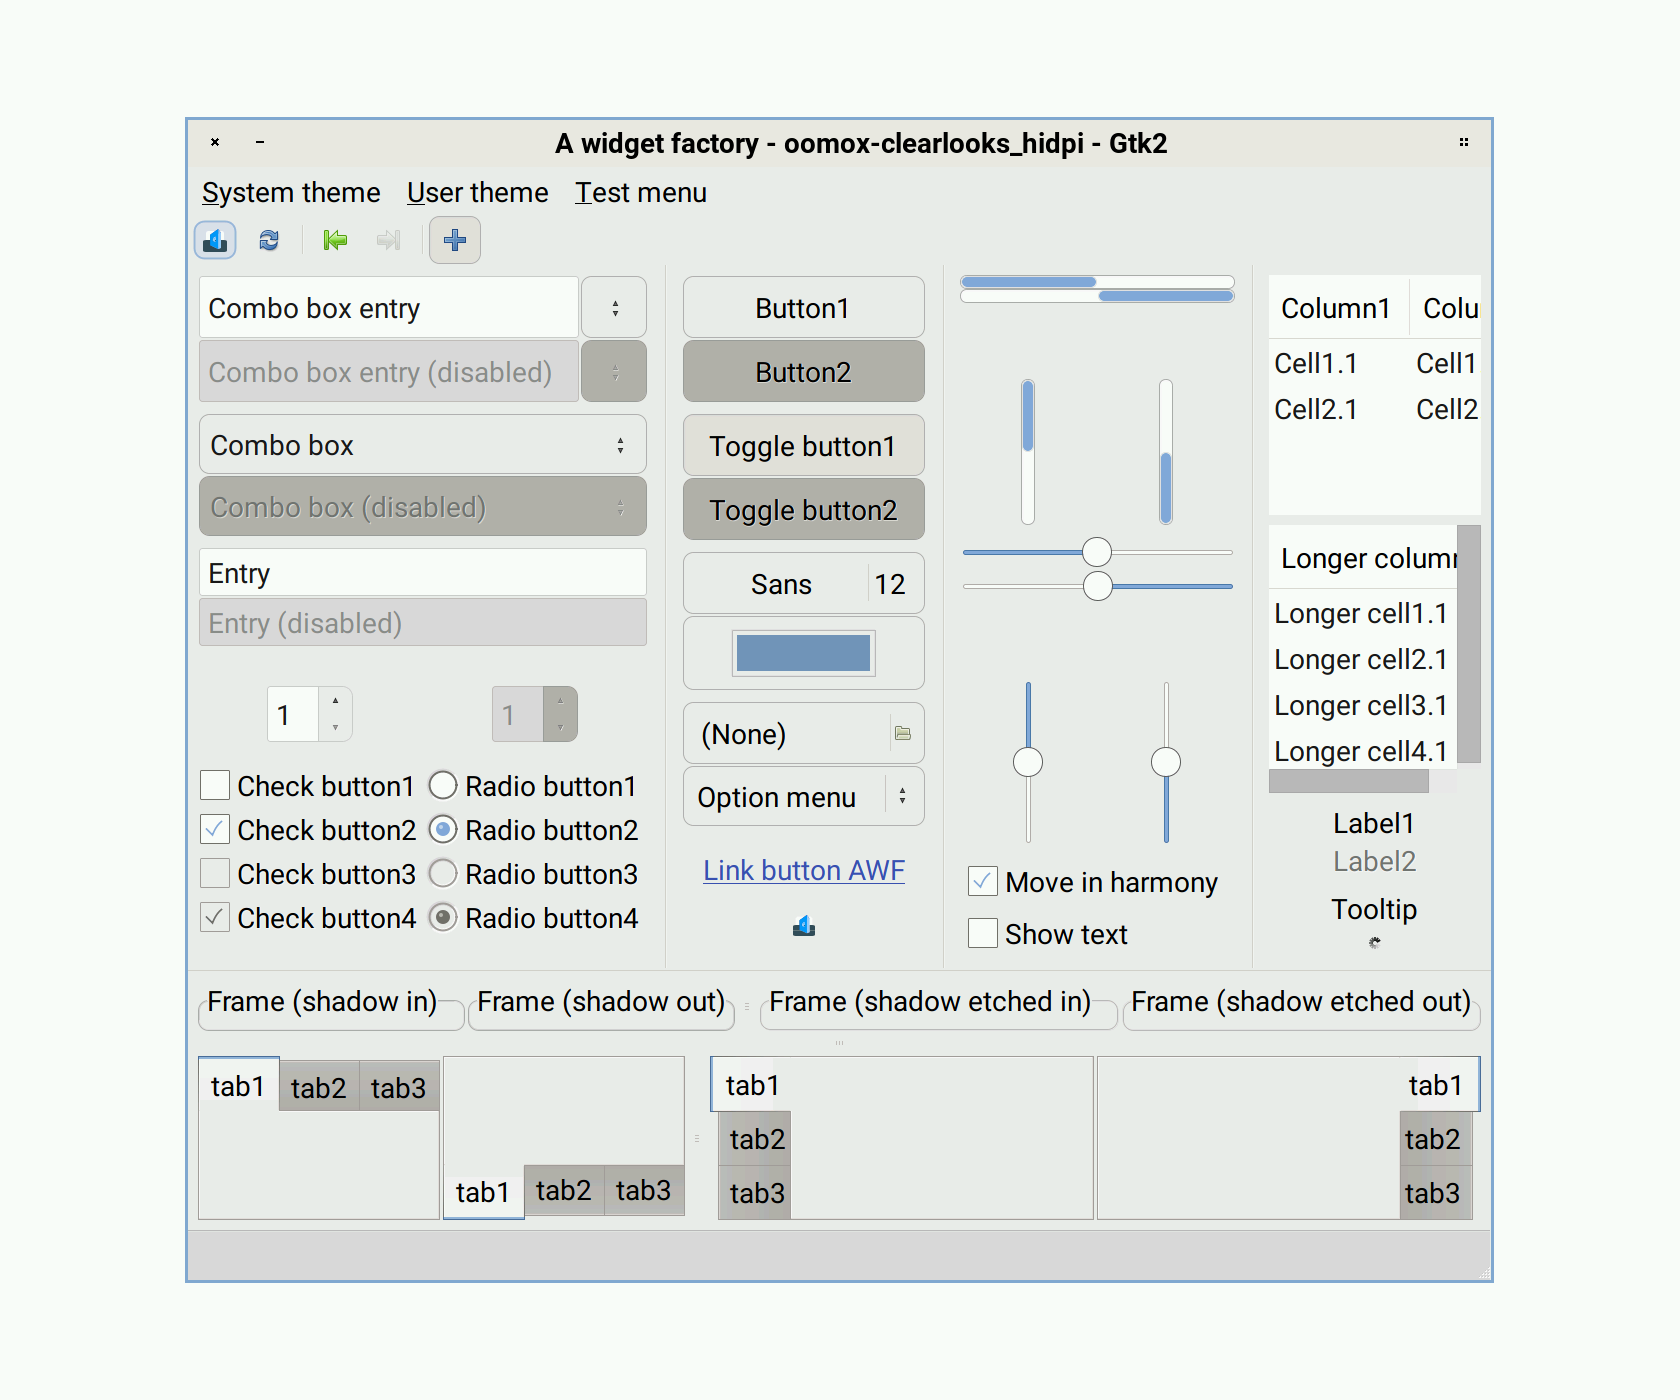 A widget factory - oomox-clearlooks_hidpi - Gtk2
System theme User theme Test menu
Combo box entry
Combo box entry (disabled)
Combo box
Combo box (disabled)
Entry
Entry (disabled)
1 1
Check button1 Radio button1
Check button2 Radio button2
Check button3 Radio button3
Check button4 Radio button4
Button1
Button2
Toggle button1
Toggle button2
Sans 12
(None)
Option menu
Link button AWF
Move in harmony
Show text
Column1 Colu
Cell1.1 Cell1
Cell2.1 Cell2
Longer column
Longer cell1.1
Longer cell2.1
Longer cell3.1
Longer cell4.1
Label1
Label2
Tooltip
Frame (shadow in) Frame (shadow out) Frame (shadow etched in) Frame (shadow etched out)
tab1 tab2 tab3
tab1 tab2 tab3
tab1
tab2
tab3
tab1
tab2
tab3